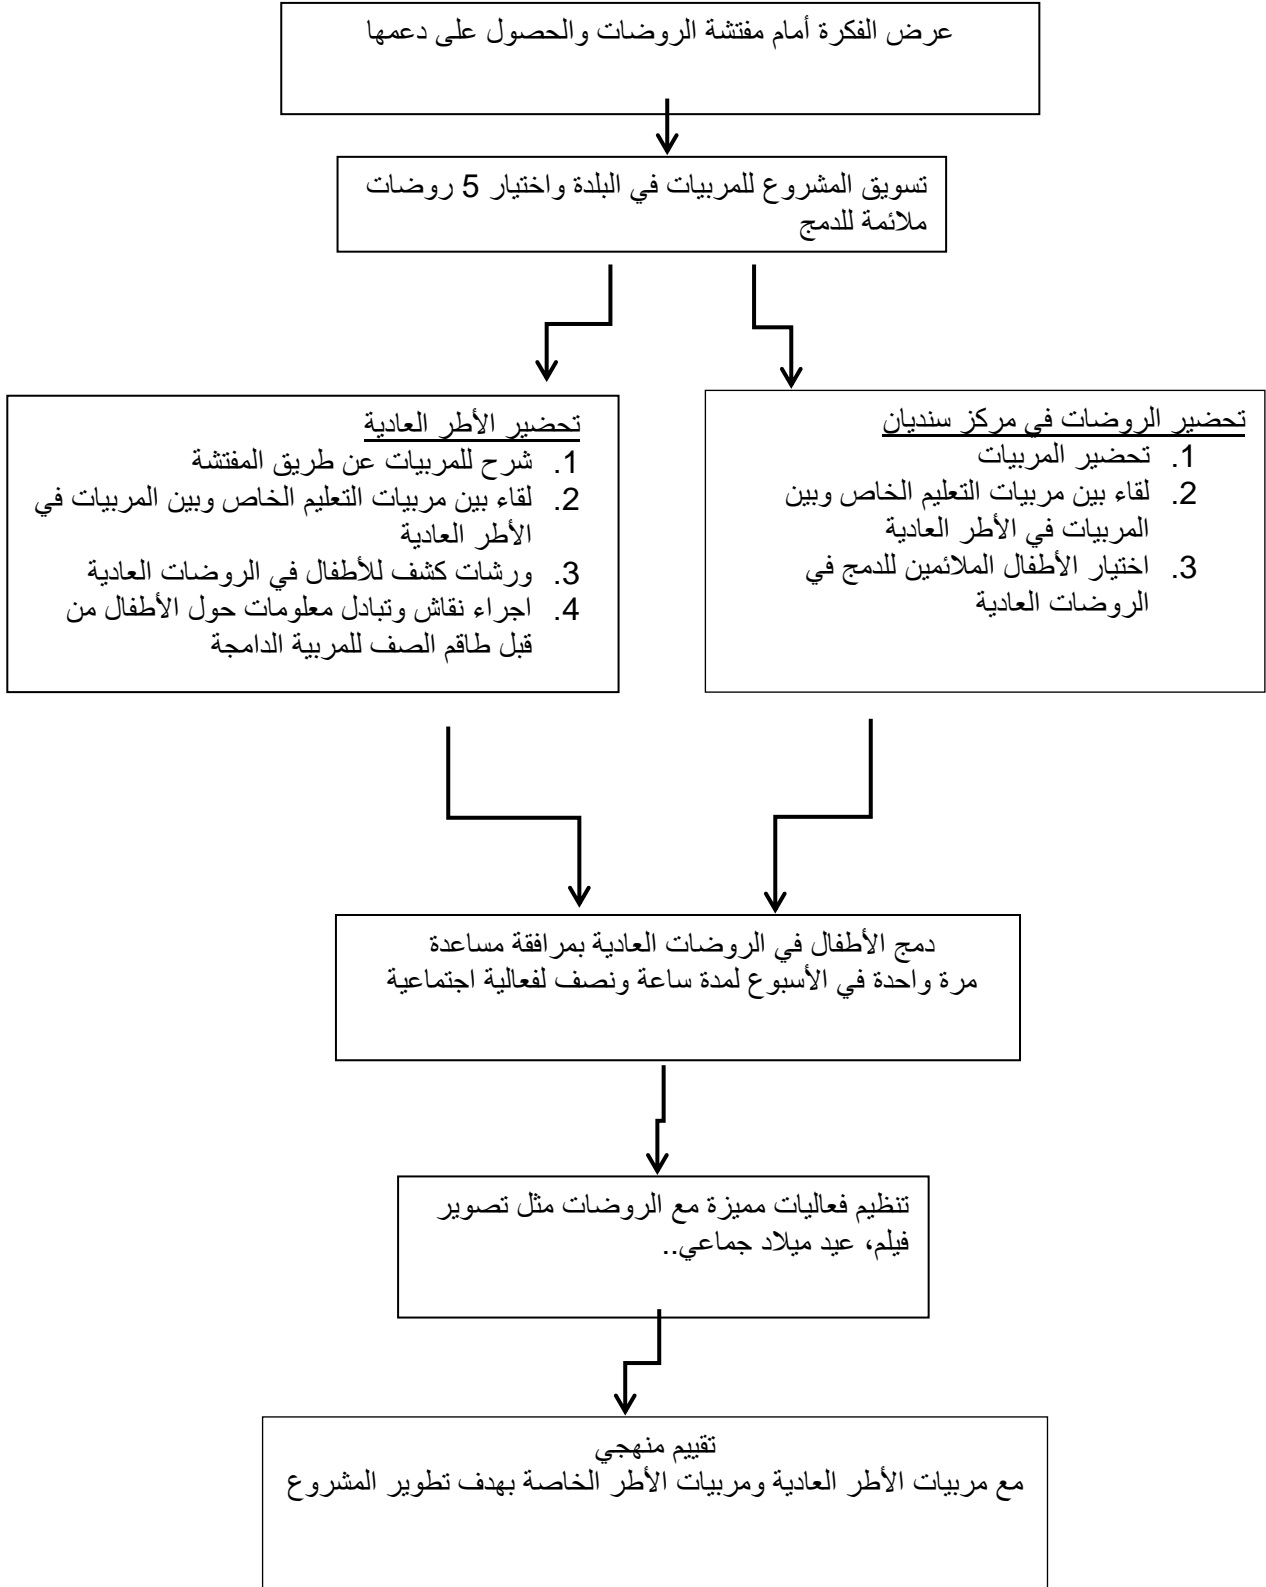 عرض الفكرة أمام مفتشة الروضات والحصول على دعمها
تسويق المشروع للمربيات في البلدة واختيار 5 روضات
ملائمة للدمج
تحضير الروضات في مركز سنديان
1. تحضير المربيات
2. لقاء بين مربيات التعليم الخاص وبين
المربيات في الأطر العادية
3. اختيار الأطفال الملائمين للدمج في
الروضات العادية
تحضير الأطر العادية
1. شرح للمربيات عن طريق المفتشة
2. لقاء بين مربيات التعليم الخاص وبين المربيات في
الأطر العادية
3. ورشات كشف للأطفال في الروضات العادية
4. اجراء نقاش وتبادل معلومات حول الأطفال من
قبل طاقم الصف للمربية الدامجة
دمج الأطفال في الروضات العادية بمرافقة مساعدة
مرة واحدة في الأسبوع لمدة ساعة ونصف لفعالية اجتماعية
تنظيم فعاليات مميزة مع الروضات مثل تصوير
فيلم، عيد ميلاد جماعي..
تقييم منهجي
مع مربيات الأطر العادية ومربيات الأطر الخاصة بهدف تطوير المشروع